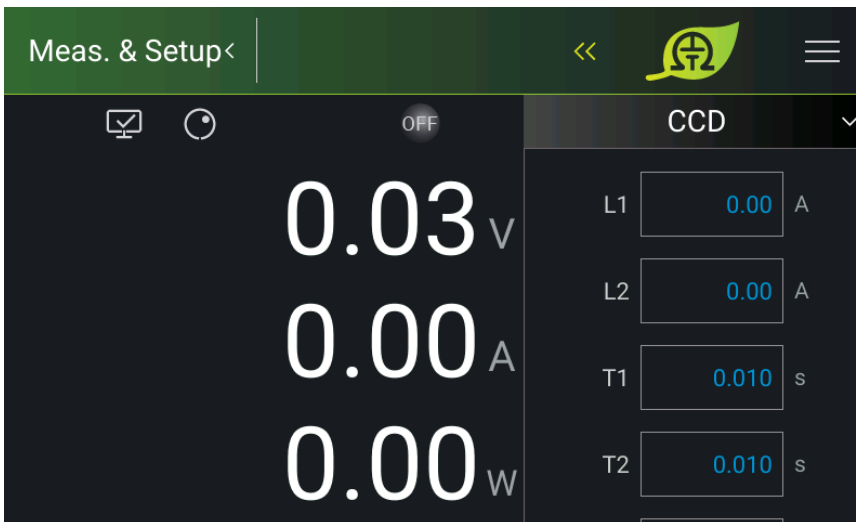 Meas. & Setup<
OFF
CCD
0.03 V
0.00 A
0.00 W
L1 0.00 A
L2 0.00 A
T1 0.010 s
T2 0.010 s